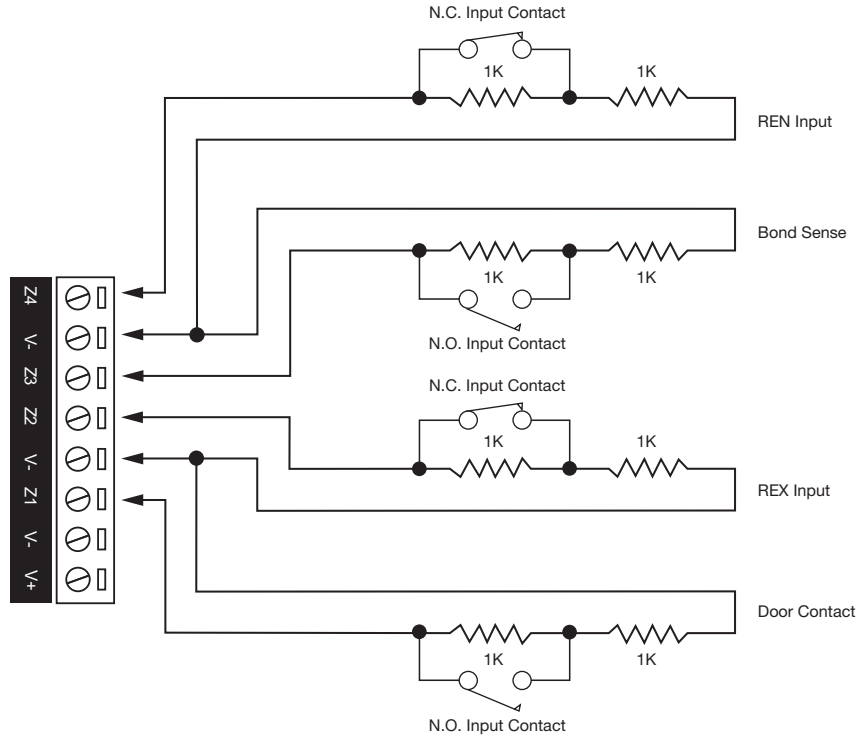 N.C. Input Contact
1K
1K
REN Input
Bond Sense
1K
1K
N.O. Input Contact
Z4
V-
Z3
Z2
V-
Z1
V-
V+
N.C. Input Contact
1K
1K
REX Input
Door Contact
1K
1K
N.O. Input Contact